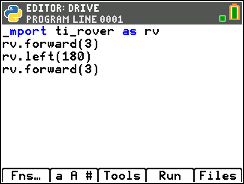 EDITOR: DRIVE
PROGRAM LINE 0001
_mport ti_rover as rv
rv.forward(3)
rv.left(180)
rv.forward(3)
Fns… a A # Tools Run Files